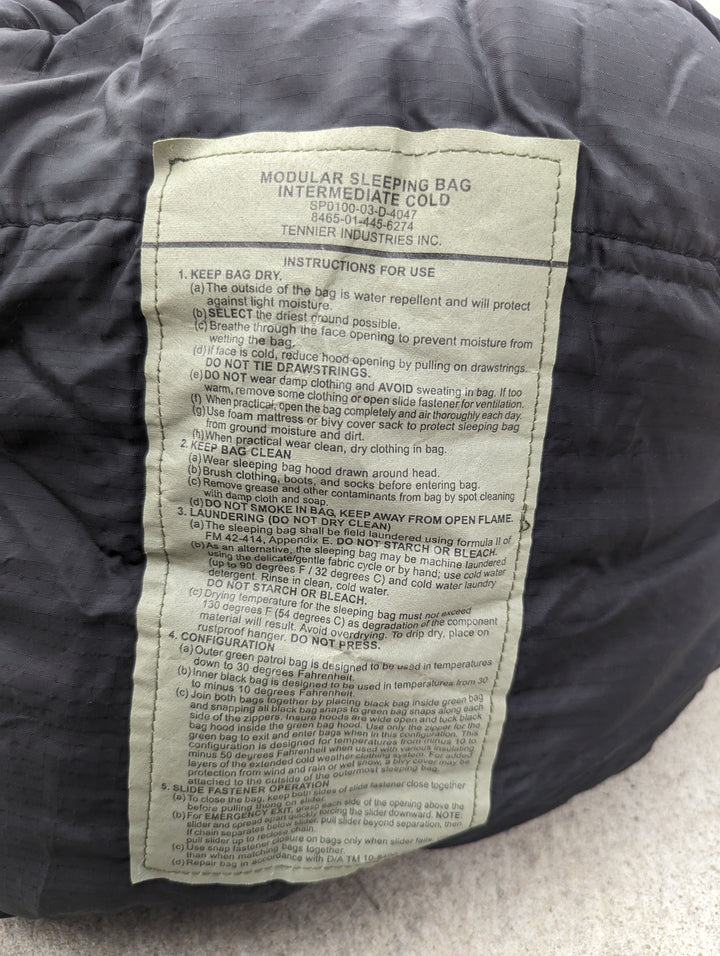 MODULAR SLEEPING BAG
INTERMEDIATE COLD
SP0100-03-D-4047
8465-01-445-6274
TENNIER INDUSTRIES INC.
INSTRUCTIONS FOR USE
1. KEEP BAG DRY.
(a) The outside of the bag is water repellent and will protect
against light moisture.
(b) SELECT the driest ground possible.
(c) Breathe through the face opening to prevent moisture from
wetting the bag.
(d) If face is cold, reduce hood opening by pulling on drawstrings.
DO NOT TIE DRAWSTRINGS.
(e) DO NOT wear damp clothing and AVOID sweating in bag. If too
warm, remove some clothing or open slide fastener for ventilation.
(f) When practical, open the bag completely and air thoroughly each day.
(g) Use foam mattress or bivy cover sack to protect sleeping bag
from ground moisture and dirt.
(h) When practical wear clean, dry clothing in bag.
2. KEEP BAG CLEAN
(a) Wear sleeping bag hood drawn around head.
(b) Brush clothing, boots, and socks before entering bag.
(c) Remove grease and other contaminants from bag by spot cleaning
with damp cloth and soap.
(d) DO NOT SMOKE IN BAG, KEEP AWAY FROM OPEN FLAME.
3. LAUNDERING (DO NOT DRY CLEAN)
(a) The sleeping bag shall be field laundered using formula II of
FM 42-414, Appendix E. DO NOT STARCH OR BLEACH.
(b) As an alternative, the sleeping bag may be machine laundered
using the delicate/gentle fabric cycle or by hand; use cold water
(up to 90 degrees F / 32 degrees C) and cold water laundry
detergent. Rinse in clean, cold water.
DO NOT STARCH OR BLEACH.
(c) Drying temperature for the sleeping bag must not exceed
130 degrees F (54 degrees C) as degradation of the component
material will result. Avoid overdrying. To drip dry, place on
rustproof hanger. DO NOT PRESS.
4. CONFIGURATION
(a) Outer green patrol bag is designed to be used in temperatures
down to 30 degrees Fahrenheit.
(b) Inner black bag is designed to be used in temperatures from 30
to minus 10 degrees Fahrenheit.
(c) Join both bags together by placing black bag inside green bag
and snapping all black bag snaps to green bag snaps along each
side of the zippers. Insure hoods are wide open and tuck black
bag hood inside the green bag hood. Use only the zipper for the
green bag to exit and enter bags when in this configuration. This
configuration is designed for temperatures from minus 10 to
minus 50 degrees Fahrenheit when used with various insulating
layers of the extended cold weather clothing system. For added
protection from wind and rain or wet snow, a bivy cover may be
attached to the outside of the outermost sleeping bag.
5. SLIDE FASTENER OPERATION
(a) To close the bag, keep both sides of slide fastener close together
before pulling thong on slider.
(b) For EMERGENCY EXIT, grasp each side of the opening above the
slider and spread open quickly forcing the slider downward. NOTE:
If chain separates below slider, pull slider beyond separation, then
pull slider up to reclose chain.
(c) Use snap fastener closure on bags only when slider fails
than when matching bags together.
(d) Repair bag in accordance with D/A TM 10-